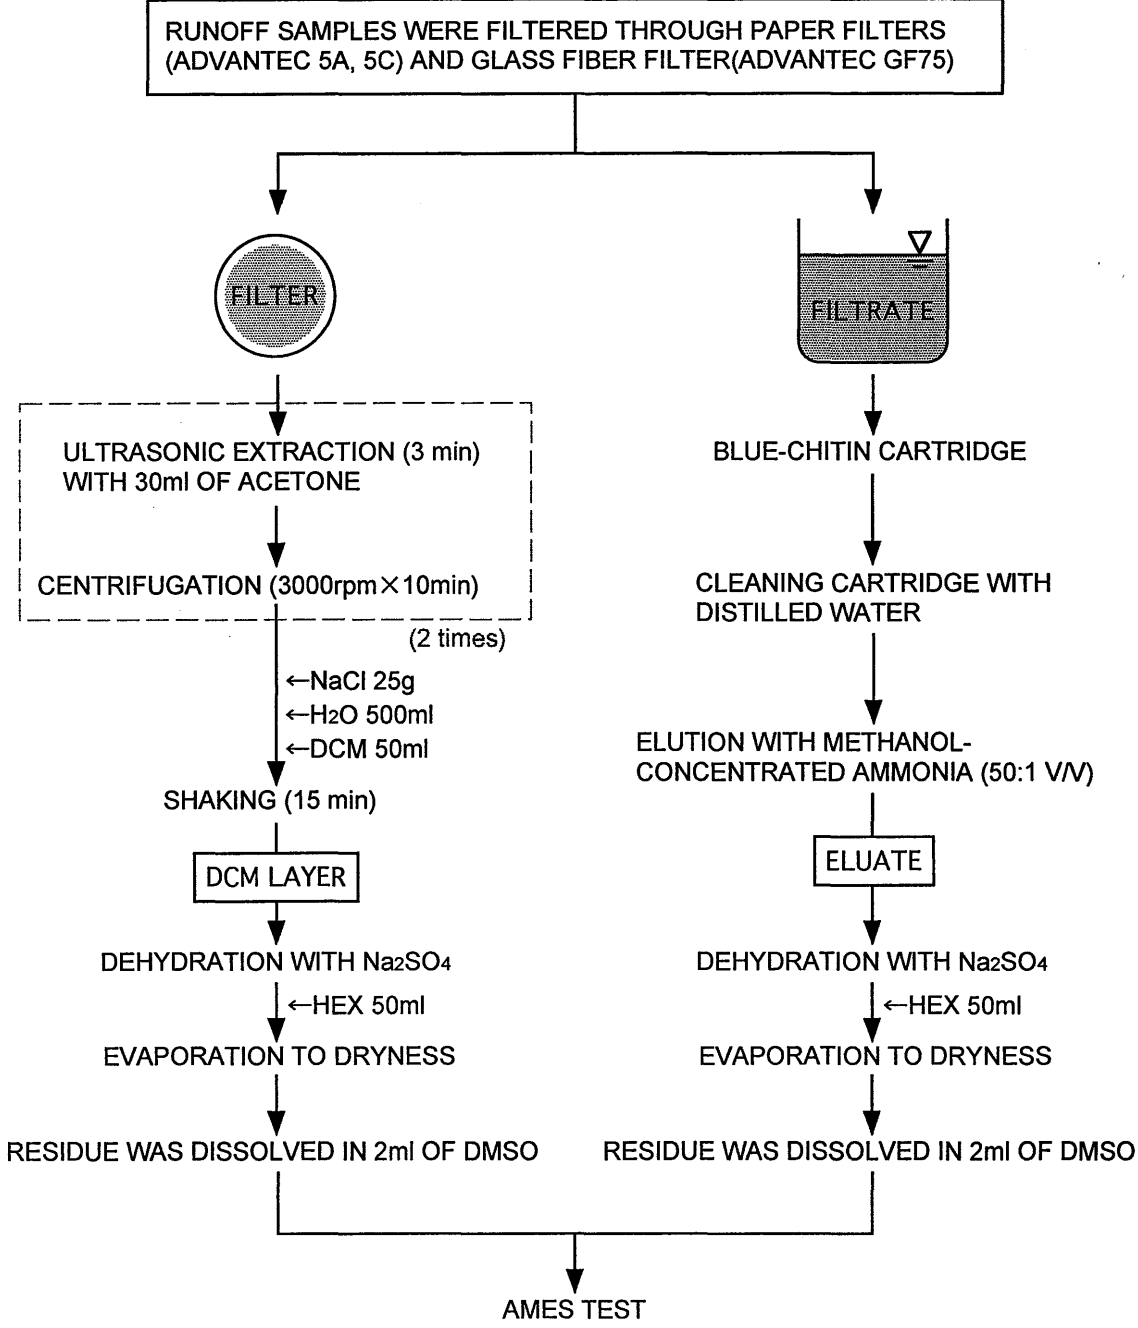 RUNOFF SAMPLES WERE FILTERED THROUGH PAPER FILTERS
(ADVANTEC 5A, 5C) AND GLASS FIBER FILTER(ADVANTEC GF75)
FILTER
ULTRASONIC EXTRACTION (3 min)
WITH 30ml OF ACETONE
CENTRIFUGATION (3000rpm×10min)
(2 times)
←NaCl 25g
←H2O 500ml
←DCM 50ml
SHAKING (15 min)
DCM LAYER
DEHYDRATION WITH Na2SO4
←HEX 50ml
EVAPORATION TO DRYNESS
RESIDUE WAS DISSOLVED IN 2ml OF DMSO
FILTRATE
BLUE-CHITIN CARTRIDGE
CLEANING CARTRIDGE WITH
DISTILLED WATER
ELUTION WITH METHANOL-
CONCENTRATED AMMONIA (50:1 V/V)
ELUATE
DEHYDRATION WITH Na2SO4
←HEX 50ml
EVAPORATION TO DRYNESS
RESIDUE WAS DISSOLVED IN 2ml OF DMSO
AMES TEST